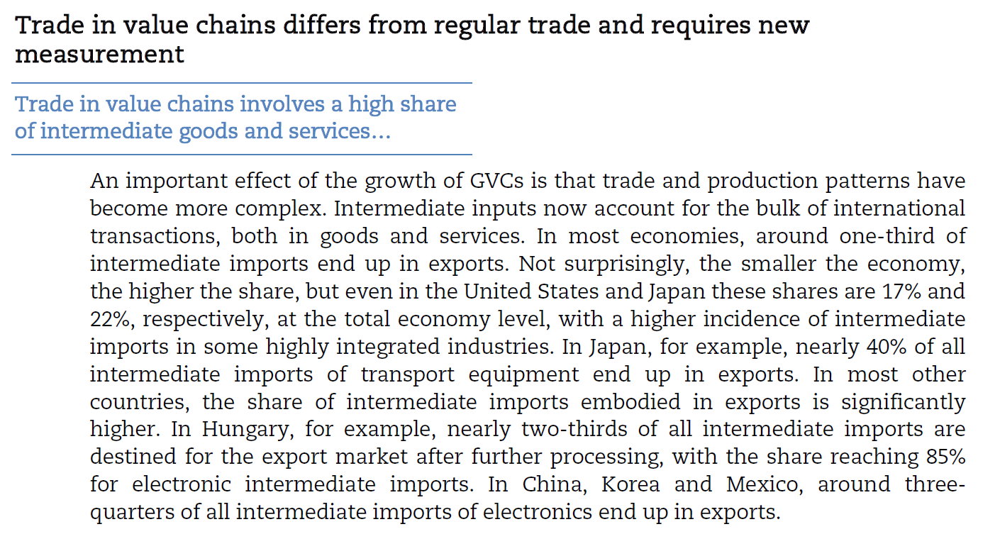 Trade in value chains differs from regular trade and requires new
measurement
Trade in value chains involves a high share
of intermediate goods and services…
An important effect of the growth of GVCs is that trade and production patterns have
become more complex. Intermediate inputs now account for the bulk of international
transactions, both in goods and services. In most economies, around one-third of
intermediate imports end up in exports. Not surprisingly, the smaller the economy,
the higher the share, but even in the United States and Japan these shares are 17% and
22%, respectively, at the total economy level, with a higher incidence of intermediate
imports in some highly integrated industries. In Japan, for example, nearly 40% of all
intermediate imports of transport equipment end up in exports. In most other
countries, the share of intermediate imports embodied in exports is significantly
higher. In Hungary, for example, nearly two-thirds of all intermediate imports are
destined for the export market after further processing, with the share reaching 85%
for electronic intermediate imports. In China, Korea and Mexico, around three-
quarters of all intermediate imports of electronics end up in exports.